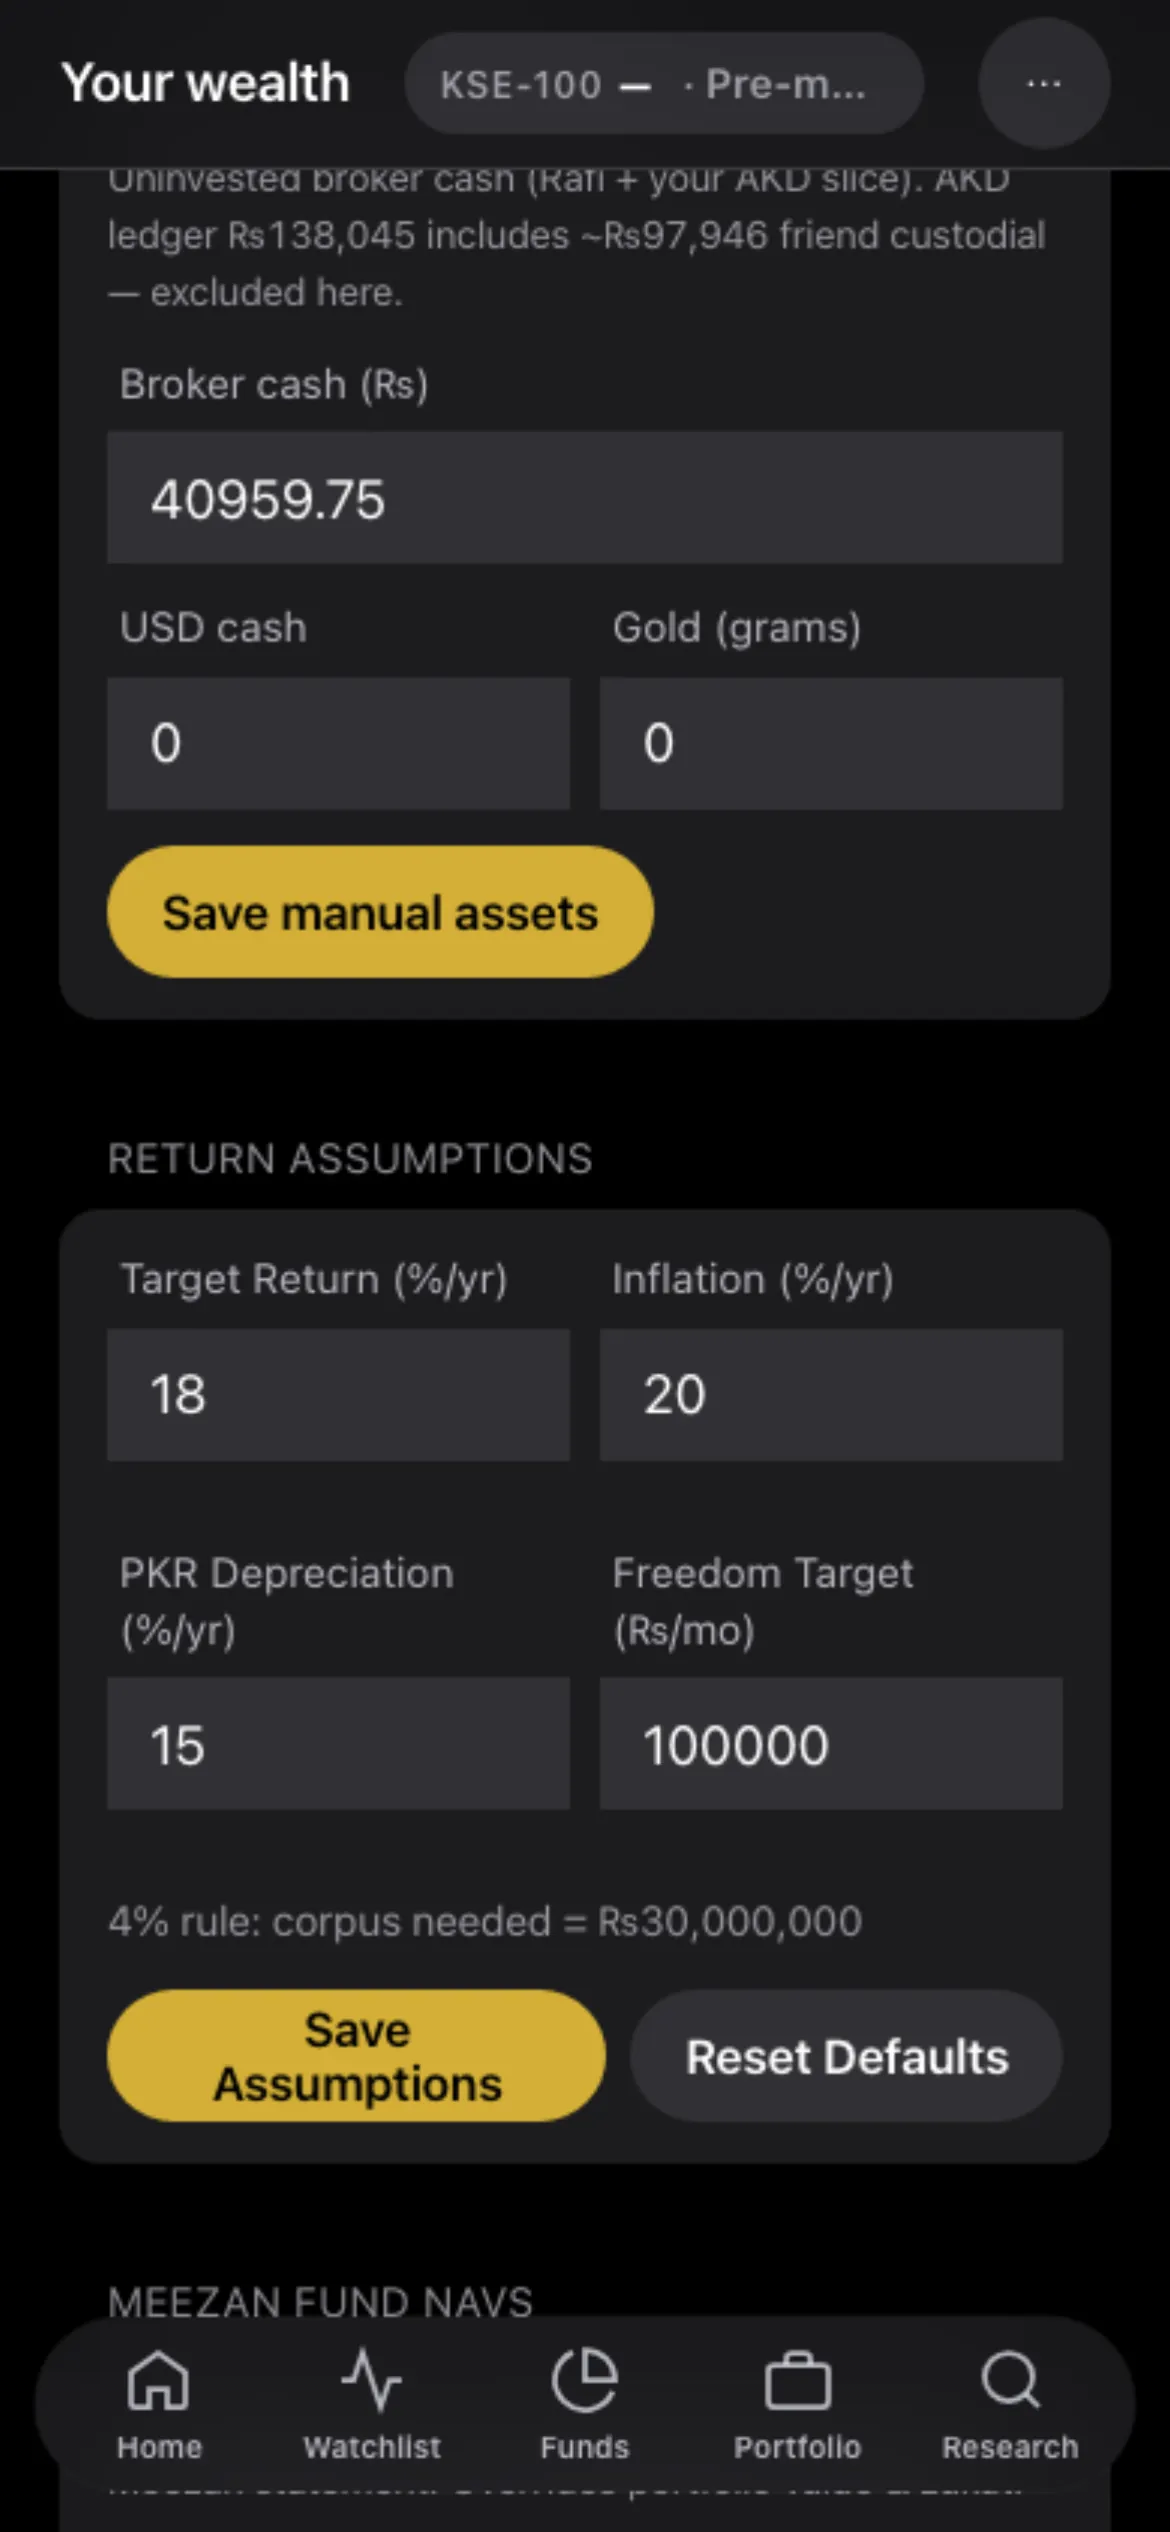 Your wealth
KSE-100 — · Pre-m...
...
Uninvested broker cash (Rafi + your AKD slice). AKD
ledger ₨138,045 includes ~₨97,946 friend custodial
— excluded here.
Broker cash (₨)
40959.75
USD cash
Gold (grams)
0
0
Save manual assets
RETURN ASSUMPTIONS
Target Return (%/yr)
Inflation (%/yr)
18
20
PKR Depreciation
(%/yr)
Freedom Target
(₨/mo)
15
100000
4% rule: corpus needed = ₨30,000,000
Save
Assumptions
Reset Defaults
MEEZAN FUND NAVS
Home
Watchlist
Funds
Portfolio
Research